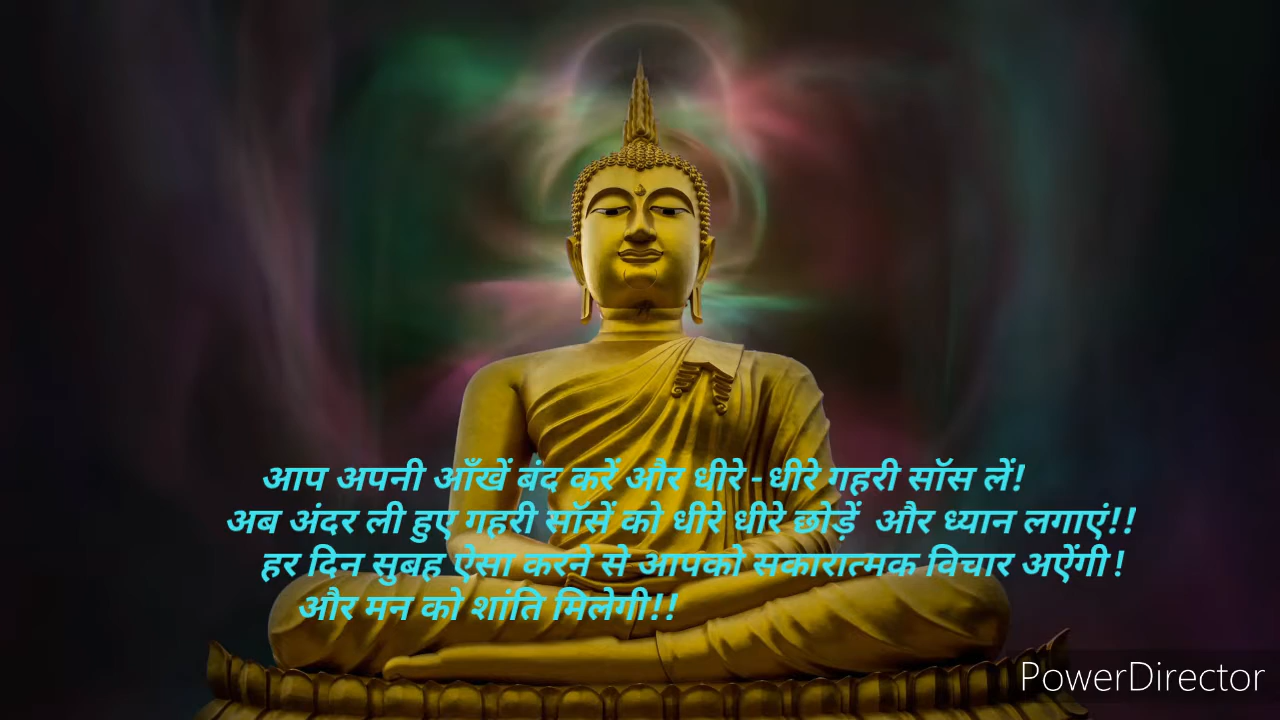 आप अपनी आँखें बंद करें और धीरे -धीरे गहरी सॉस लें!
अब अंदर ली हुए गहरी सॉसें को धीरे धीरे छोड़ें और ध्यान लगाएं!!
हर दिन सुबह ऐसा करने से आपको सकारात्मक विचार अऐंगी!
और मन को शांति मिलेगी!!
PowerDirector